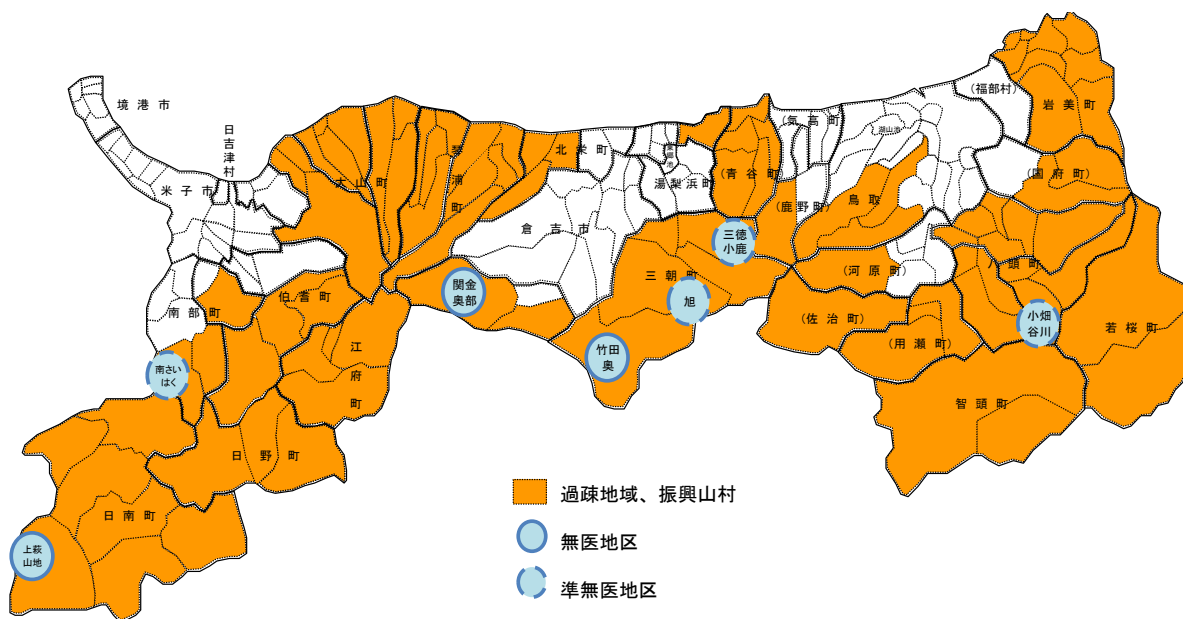 境港市
日吉津村
米子市
大山町
琴浦町
北栄町
湯梨浜町
(青谷町)
(気高町)
(鹿野町)
湖山池
鳥取
(福部村)
岩美町
(国府町)
倉吉市
三徳
小鹿
三朝町
旭
関金
奥部
竹田
奥
(河原町)
(佐治町)
(用瀬町)
八頭町
小畑
谷川
若桜町
智頭町
南部町
伯耆町
江府町
南さい
はく
日野町
日南町
上萩
山地
過疎地域、振興山村
無医地区
準無医地区